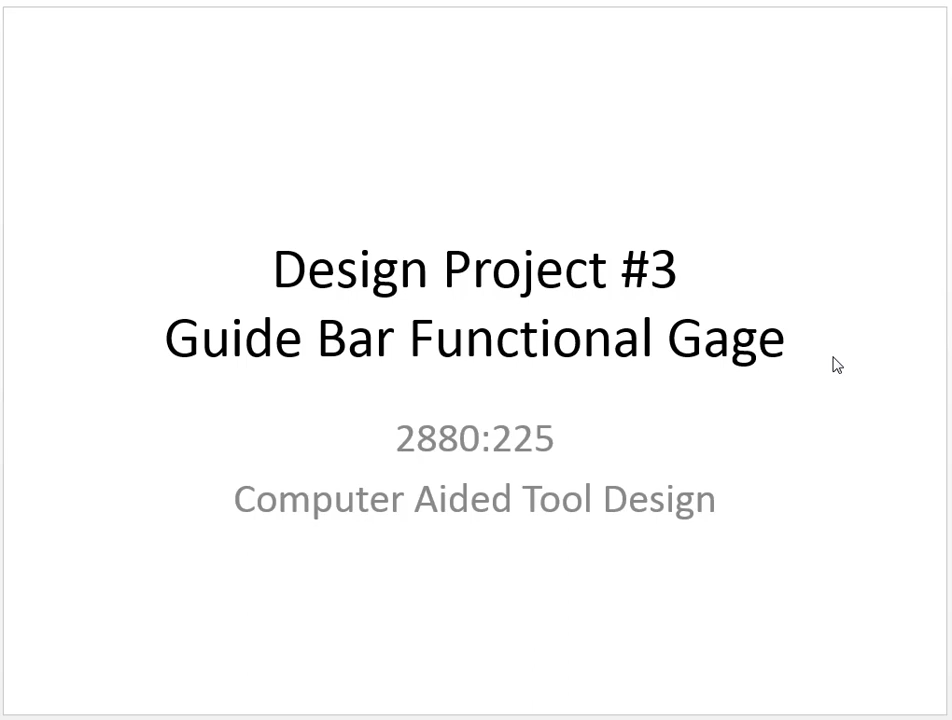 Design Project #3
Guide Bar Functional Gage
2880:225
Computer Aided Tool Design